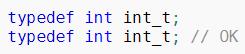 typedef int int_t;
typedef int int_t; // OK